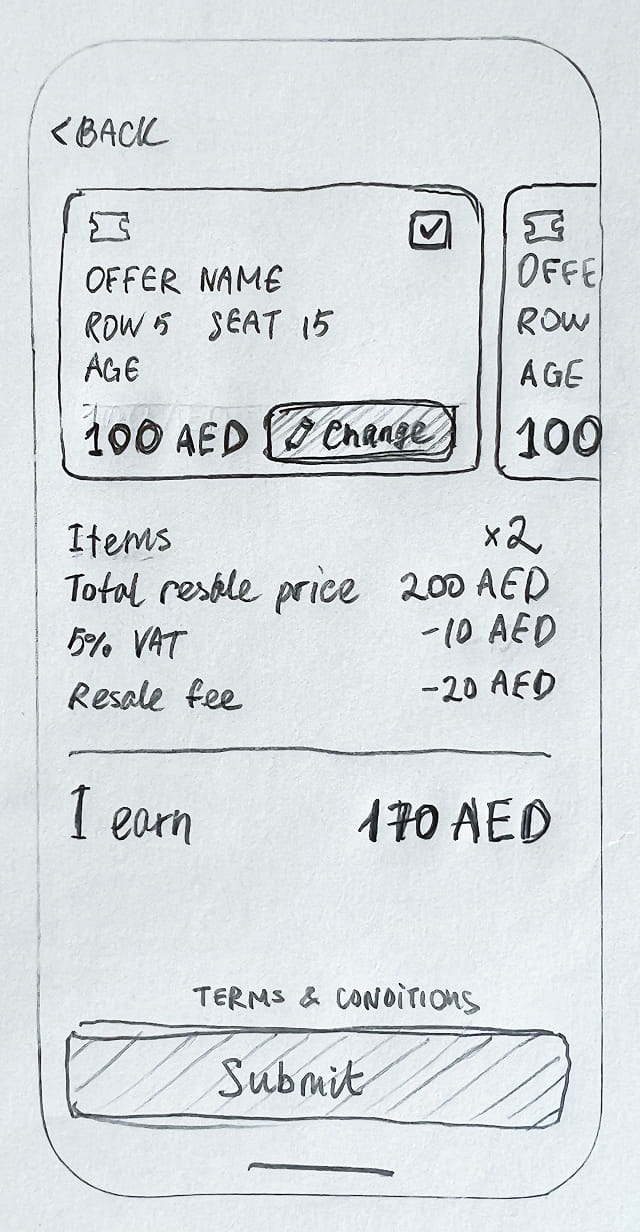 < BACK
OFFER NAME
ROW 5 SEAT 15
AGE
100 AED Change
OFFE
ROW
AGE
100
Items x2
Total resale price 200 AED
5% VAT -10 AED
Resale fee -20 AED
I earn 170 AED
TERMS & CONDITIONS
Submit